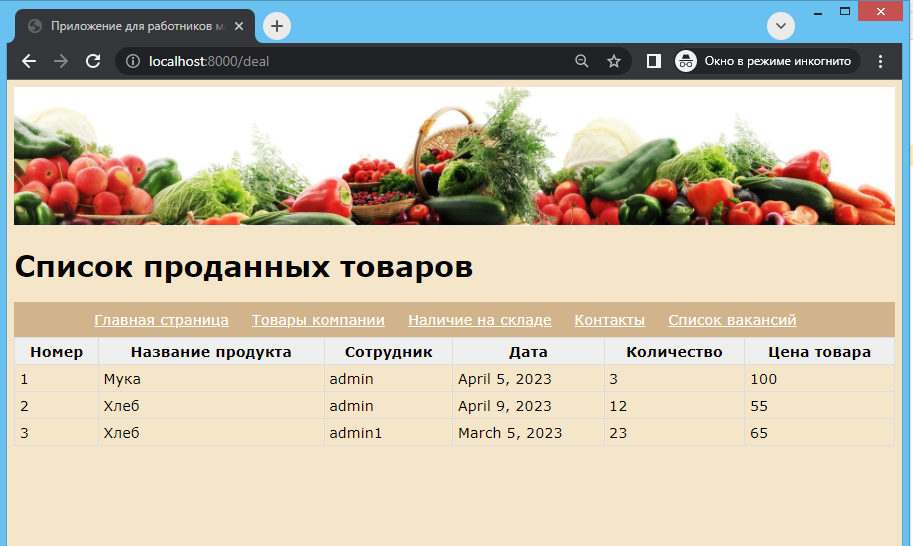 Приложение для работников м
localhost:8000/deal
Окно в режиме инкогнито
Список проданных товаров
Главная страница Товары компании Наличие на складе Контакты Список вакансий
Номер Название продукта Сотрудник Дата Количество Цена товара
1 Мука admin April 5, 2023 3 100
2 Хлеб admin April 9, 2023 12 55
3 Хлеб admin1 March 5, 2023 23 65